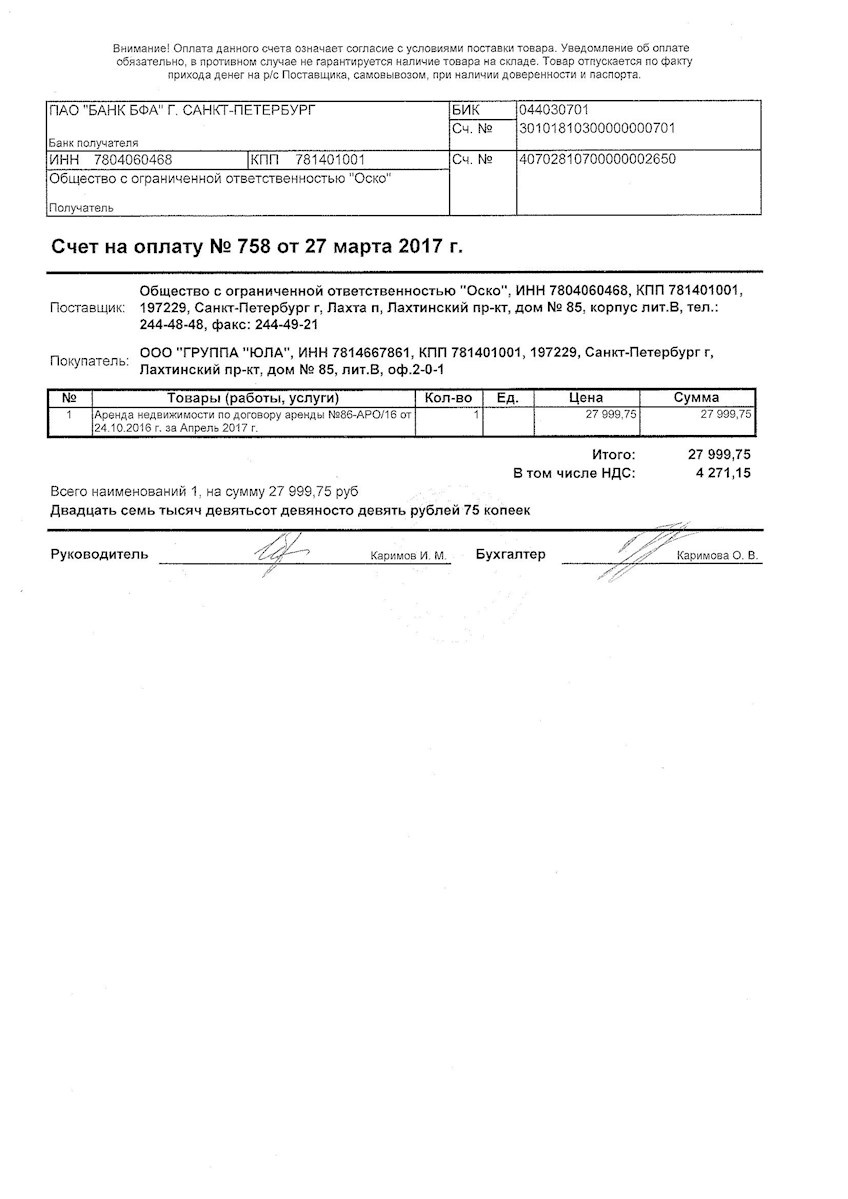 Внимание! Оплата данного счета означает согласие с условиями поставки товара. Уведомление об оплате
обязательно, в противном случае не гарантируется наличие товара на складе. Товар отпускается по факту
прихода денег на р/с Поставщика, самовывозом, при наличии доверенности и паспорта.
ПАО "БАНК БФА" Г. САНКТ-ПЕТЕРБУРГ БИК 044030701
Сч. № 30101810300000000701
Банк получателя
ИНН 7804060468 КПП 781401001 Сч. № 40702810700000002650
Общество с ограниченной ответственностью "Оско"
Получатель
Счет на оплату № 758 от 27 марта 2017 г.
Общество с ограниченной ответственностью "Оско", ИНН 7804060468, КПП 781401001,
Поставщик: 197229, Санкт-Петербург г, Лахта п, Лахтинский пр-кт, дом № 85, корпус лит.В, тел.:
244-48-48, факс: 244-49-21
Покупатель: ООО "ГРУППА "ЮЛА", ИНН 7814667861, КПП 781401001, 197229, Санкт-Петербург г,
Лахтинский пр-кт, дом № 85, лит.В, оф.2-0-1
№ Товары (работы, услуги) Кол-во Ед. Цена Сумма
1 Аренда недвижимости по договору аренды №86-АРО/16 от 1 27 999,75 27 999,75
24.10.2016 г. за Апрель 2017 г.
Итого: 27 999,75
В том числе НДС: 4 271,15
Всего наименований 1, на сумму 27 999,75 руб
Двадцать семь тысяч девятьсот девяносто девять рублей 75 копеек
Руководитель Каримов И. М. Бухгалтер Каримова О. В.